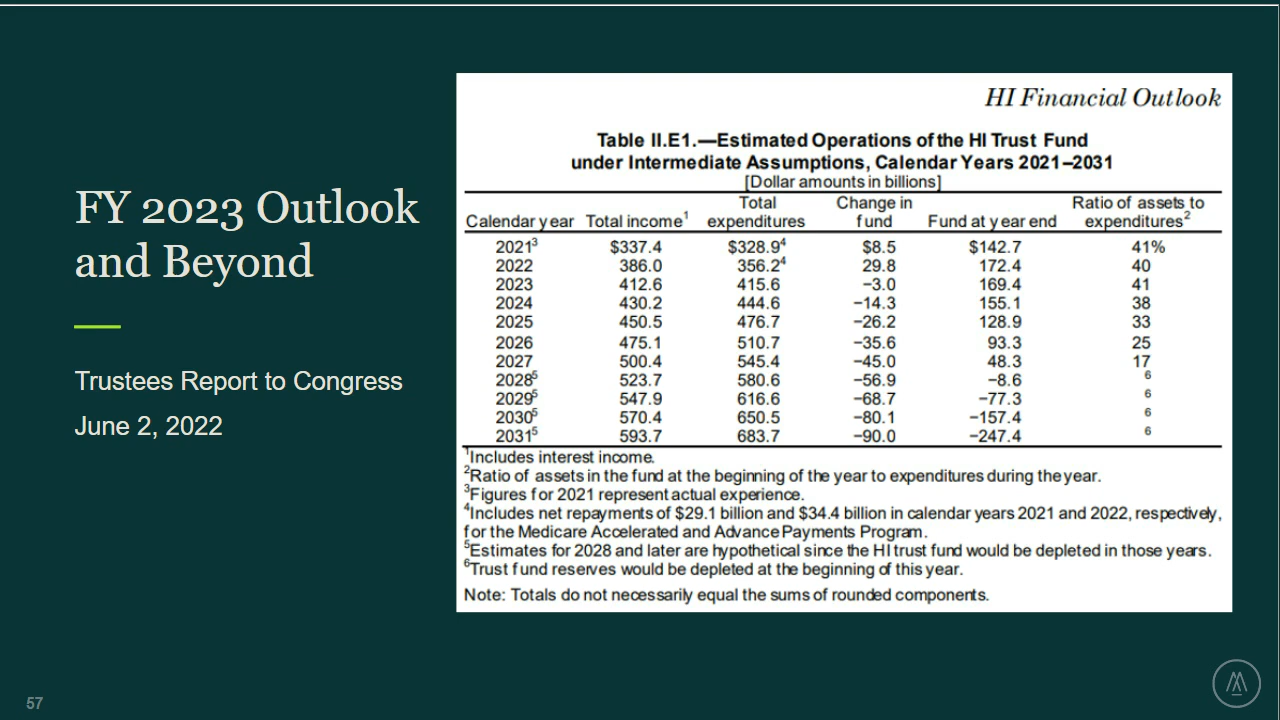 FY 2023 Outlook
and Beyond
Trustees Report to Congress
June 2, 2022
HI Financial Outlook
Table II.E1.—Estimated Operations of the HI Trust Fund
under Intermediate Assumptions, Calendar Years 2021–2031
[Dollar amounts in billions]
Calendar year Total income¹ Total expenditures Change in fund Fund at year end Ratio of assets to expenditures²
2021³ $337.4 $328.9⁴ $8.5 $142.7 41%
2022 386.0 356.2⁴ 29.8 172.4 40
2023 412.6 415.6 −3.0 169.4 41
2024 430.2 444.6 −14.3 155.1 38
2025 450.5 476.7 −26.2 128.9 33
2026 475.1 510.7 −35.6 93.3 25
2027 500.4 545.4 −45.0 48.3 17
2028⁵ 523.7 580.6 −56.9 −8.6 ⁶
2029⁵ 547.9 616.6 −68.7 −77.3 ⁶
2030⁵ 570.4 650.5 −80.1 −157.4 ⁶
2031⁵ 593.7 683.7 −90.0 −247.4 ⁶
¹Includes interest income.
²Ratio of assets in the fund at the beginning of the year to expenditures during the year.
³Figures for 2021 represent actual experience.
⁴Includes net repayments of $29.1 billion and $34.4 billion in calendar years 2021 and 2022, respectively,
for the Medicare Accelerated and Advance Payments Program.
⁵Estimates for 2028 and later are hypothetical since the HI trust fund would be depleted in those years.
⁶Trust fund reserves would be depleted at the beginning of this year.
Note: Totals do not necessarily equal the sums of rounded components.
57